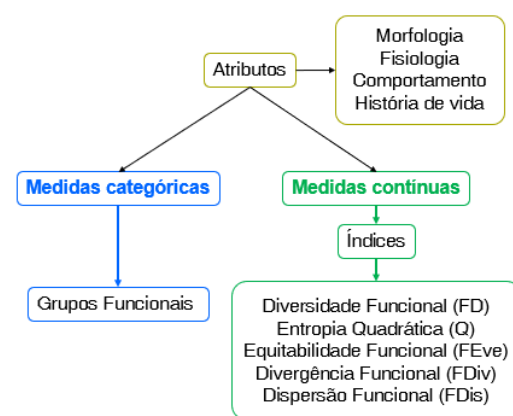 Morfologia
Fisiologia
Comportamento
História de vida
Atributos
Medidas categóricas
Medidas contínuas
Índices
Grupos Funcionais
Diversidade Funcional (FD)
Entropia Quadrática (Q)
Equitabilidade Funcional (FEve)
Divergência Funcional (FDiv)
Dispersão Funcional (FDis)